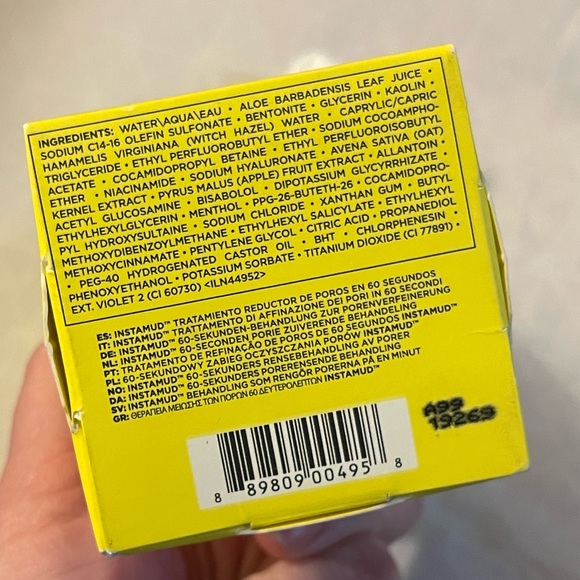 INGREDIENTS: WATER\AQUA\EAU • ALOE BARBADENSIS LEAF JUICE •
SODIUM C14-16 OLEFIN SULFONATE • BENTONITE • GLYCERIN • KAOLIN •
HAMAMELIS VIRGINIANA (WITCH HAZEL) WATER • CAPRYLIC/CAPRIC
TRIGLYCERIDE • ETHYL PERFLUOROBUTYL ETHER • SODIUM COCOAMPHO-
ACETATE • COCAMIDOPROPYL BETAINE • ETHYL PERFLUOROISOBUTYL
ETHER • NIACINAMIDE • SODIUM HYALURONATE • AVENA SATIVA (OAT)
KERNEL EXTRACT • PYRUS MALUS (APPLE) FRUIT EXTRACT • ALLANTOIN •
ACETYL GLUCOSAMINE • BISABOLOL • DIPOTASSIUM GLYCYRRHIZATE •
ETHYLHEXYLGLYCERIN • MENTHOL • PPG-26-BUTETH-26 • COCAMIDOPRO-
PYL HYDROXYSULTAINE • SODIUM CHLORIDE • XANTHAN GUM • BUTYL
METHOXYDIBENZOYLMETHANE • ETHYLHEXYL SALICYLATE • ETHYLHEXYL
METHOXYCINNAMATE • PENTYLENE GLYCOL • CITRIC ACID • PROPANEDIOL
• PEG-40 HYDROGENATED CASTOR OIL • BHT • CHLORPHENESIN •
PHENOXYETHANOL • POTASSIUM SORBATE • TITANIUM DIOXIDE (CI 77891) •
EXT. VIOLET 2 (CI 60730) <ILN44952>
ES: INSTAMUD™ TRATAMIENTO REDUCTOR DE POROS EN 60 SEGUNDOS
IT: INSTAMUD™ TRATTAMENTO DI AFFINAZIONE DEI PORI IN 60 SECONDI
DE: INSTAMUD™ 60-SEKUNDEN-BEHANDLUNG ZUR PORENVERFEINERUNG
NL: INSTAMUD™ 60-SECONDEN PORIE ZUIVERENDE BEHANDELING
PT: TRATAMENTO DE REFINAÇÃO DE POROS DE 60 SEGUNDOS INSTAMUD™
PL: 60-SEKUNDOWY ZABIEG OCZYSZCZANIA PORÓW INSTAMUD™
NO: INSTAMUD™ 60-SEKUNDERS RENSEBEHANDLING AV PORER
DA: INSTAMUD™ 60-SEKUNDERS PORERENSENDE BEHANDLING
SV: INSTAMUD™ BEHANDLING SOM RENGÖR PORERNA PÅ EN MINUT
GR: ΘΕΡΑΠΕΙΑ ΜΕΙΩΣΗΣ ΤΩΝ ΠΟΡΩΝ 60 ΔΕΥΤΕΡΟΛΕΠΤΩΝ INSTAMUD™
A99
19269
8 89809 00495 8